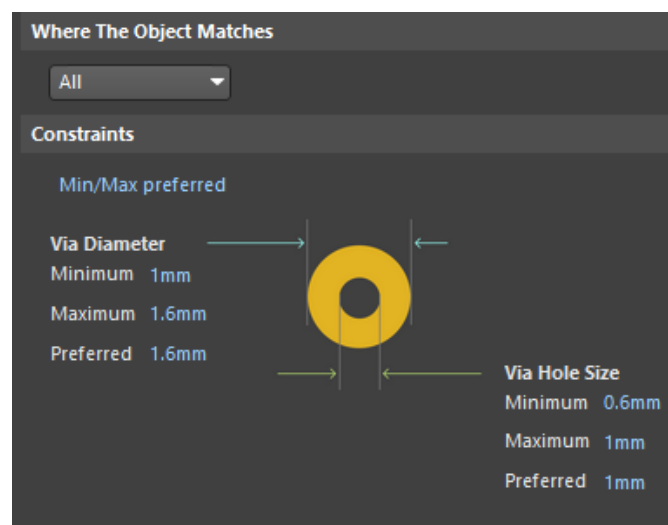 Where The Object Matches
All
Constraints
Min/Max preferred
Via Diameter
Minimum 1mm
Maximum 1.6mm
Preferred 1.6mm
Via Hole Size
Minimum 0.6mm
Maximum 1mm
Preferred 1mm